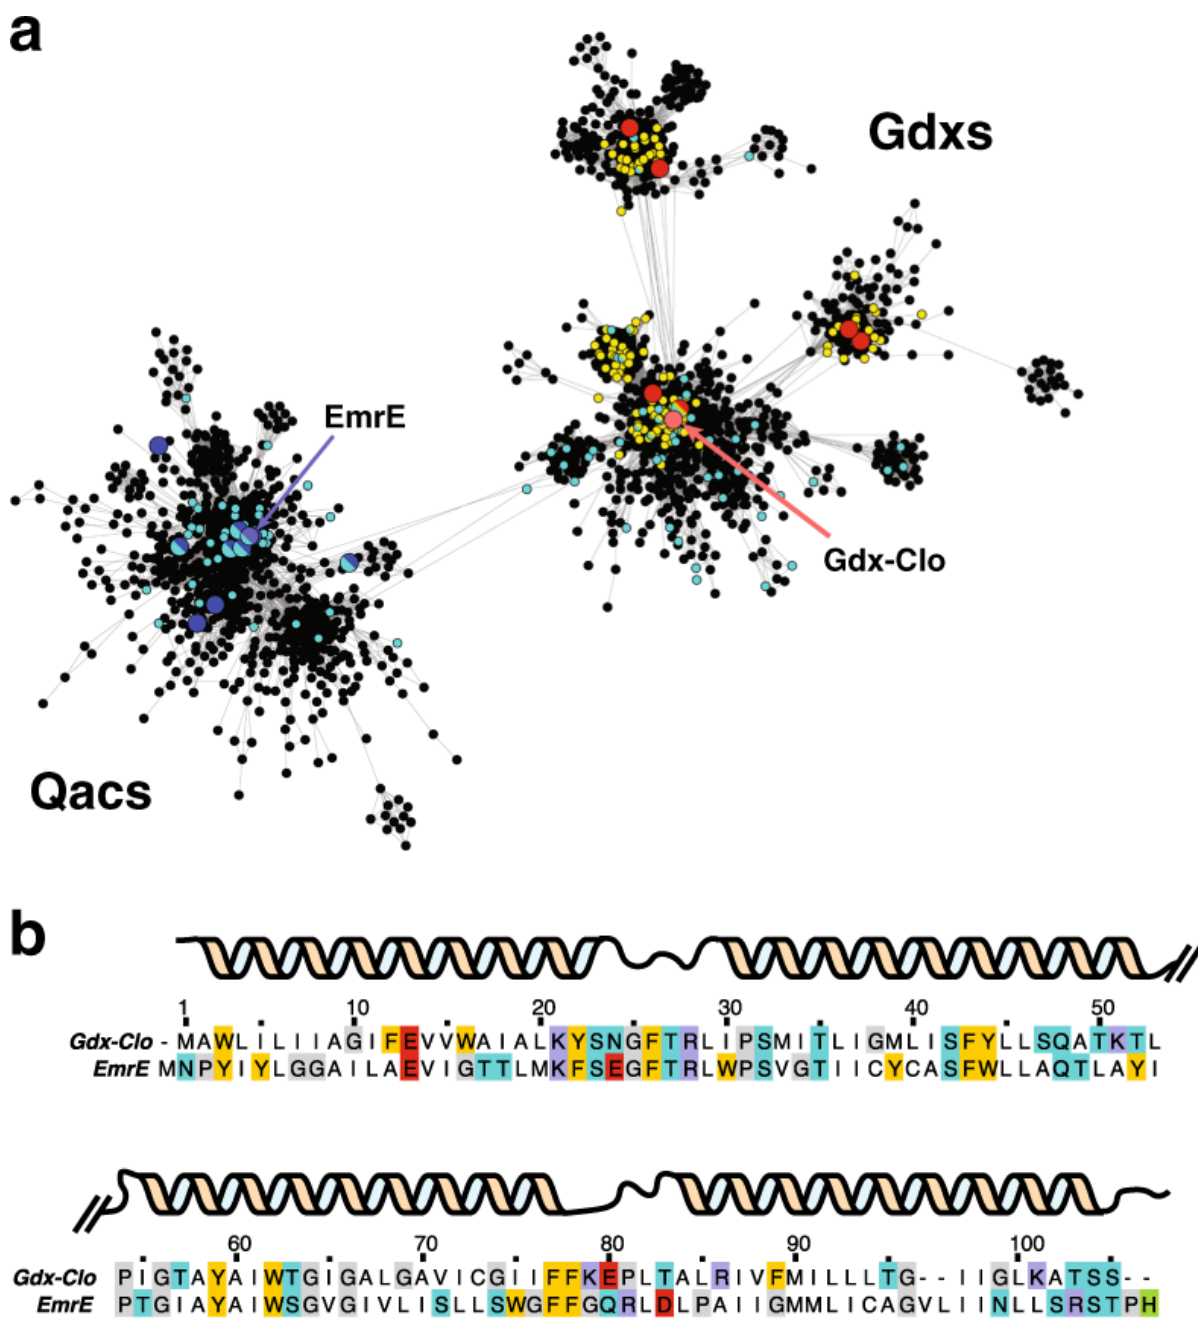 a
Gdxs
EmrE
Gdx-Clo
Qacs
b
1 10 20 30 40 50
Gdx-Clo - MAWLILIIAGIFEVVWAIALKYSNGFTRLIPSMITLIGMLISFYLLSQATKTL
EmrE MNPYIYLGGAILAEVIGTTLMKFSEGFTRLWPSVGTIICYCASFWLLAQTLAYI
60 70 80 90 100
Gdx-Clo PIGTAYAIWTGIGALGAVICGIIFFKEPLTALRIVFMILLLTG--IIGLKATSS--
EmrE PTGIAYAIWSGVGIVLISLLSWGFFGQRLDLPAIIGMMLICAGVLIINLLSRSTPH